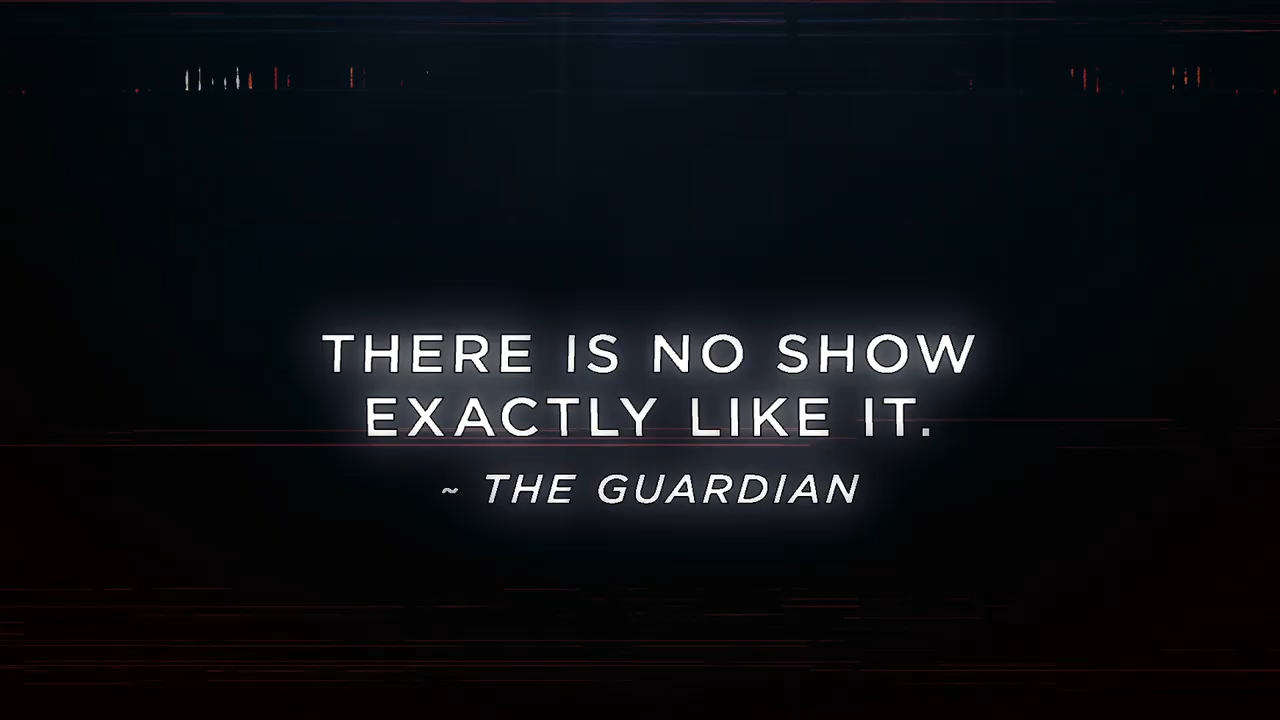 THERE IS NO SHOW
EXACTLY LIKE IT.
~ THE GUARDIAN